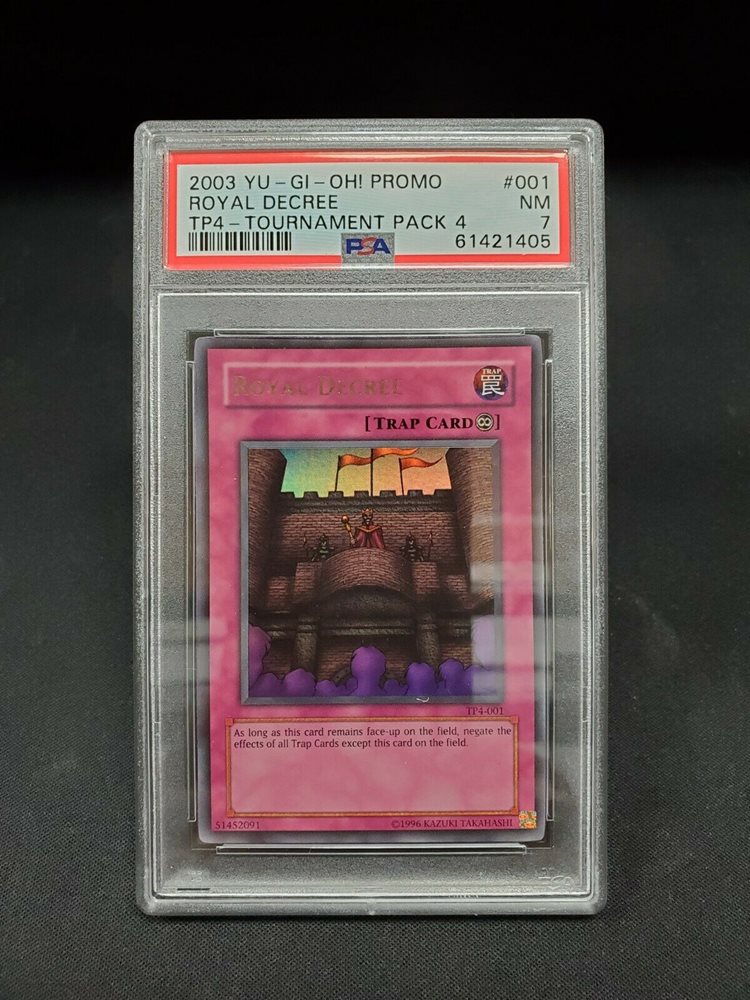 2003 YU-GI-OH! PROMO #001
ROYAL DECREE NM
TP4-TOURNAMENT PACK 4 7
PSA 61421405
ROYAL DECREE
TRAP
罠
[TRAP CARD]
TP4-001
As long as this card remains face-up on the field, negate the
effects of all Trap Cards except this card on the field.
51452091 ©1996 KAZUKI TAKAHASHI